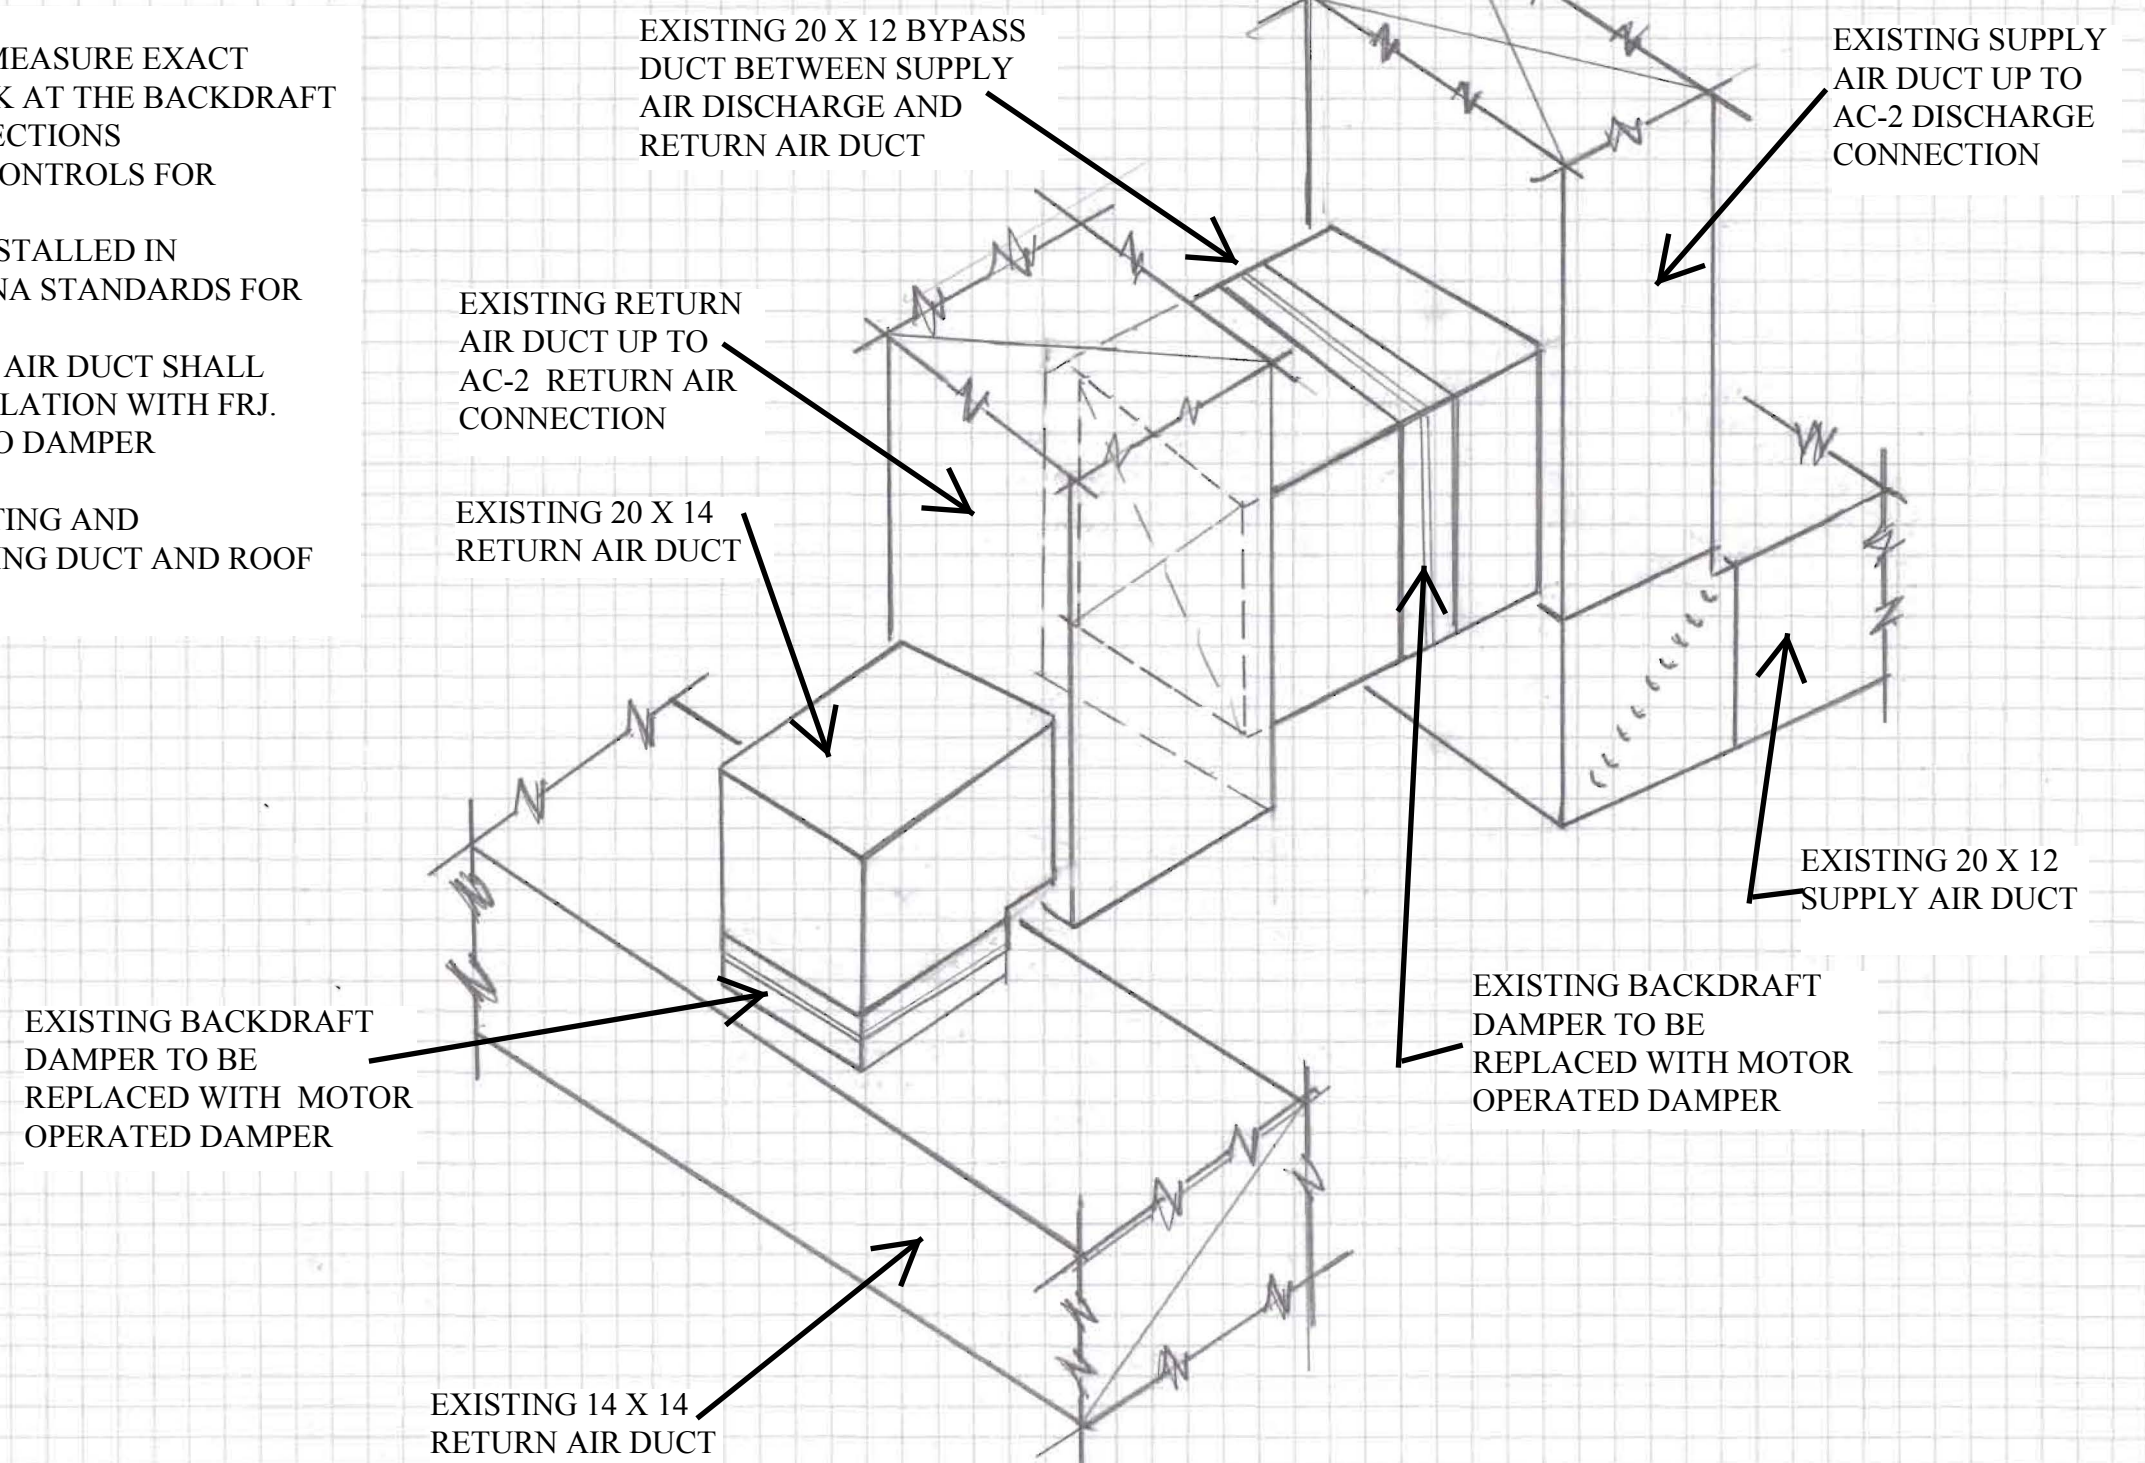 MEASURE EXACT
K AT THE BACKDRAFT
ECTIONS
ONTROLS FOR
STALLED IN
NA STANDARDS FOR
AIR DUCT SHALL
LATION WITH FRJ.
O DAMPER
TING AND
ING DUCT AND ROOF
EXISTING 20 X 12 BYPASS
DUCT BETWEEN SUPPLY
AIR DISCHARGE AND
RETURN AIR DUCT
EXISTING SUPPLY
AIR DUCT UP TO
AC-2 DISCHARGE
CONNECTION
EXISTING RETURN
AIR DUCT UP TO
AC-2 RETURN AIR
CONNECTION
EXISTING 20 X 14
RETURN AIR DUCT
EXISTING 20 X 12
SUPPLY AIR DUCT
EXISTING BACKDRAFT
DAMPER TO BE
REPLACED WITH MOTOR
OPERATED DAMPER
EXISTING BACKDRAFT
DAMPER TO BE
REPLACED WITH MOTOR
OPERATED DAMPER
EXISTING 14 X 14
RETURN AIR DUCT